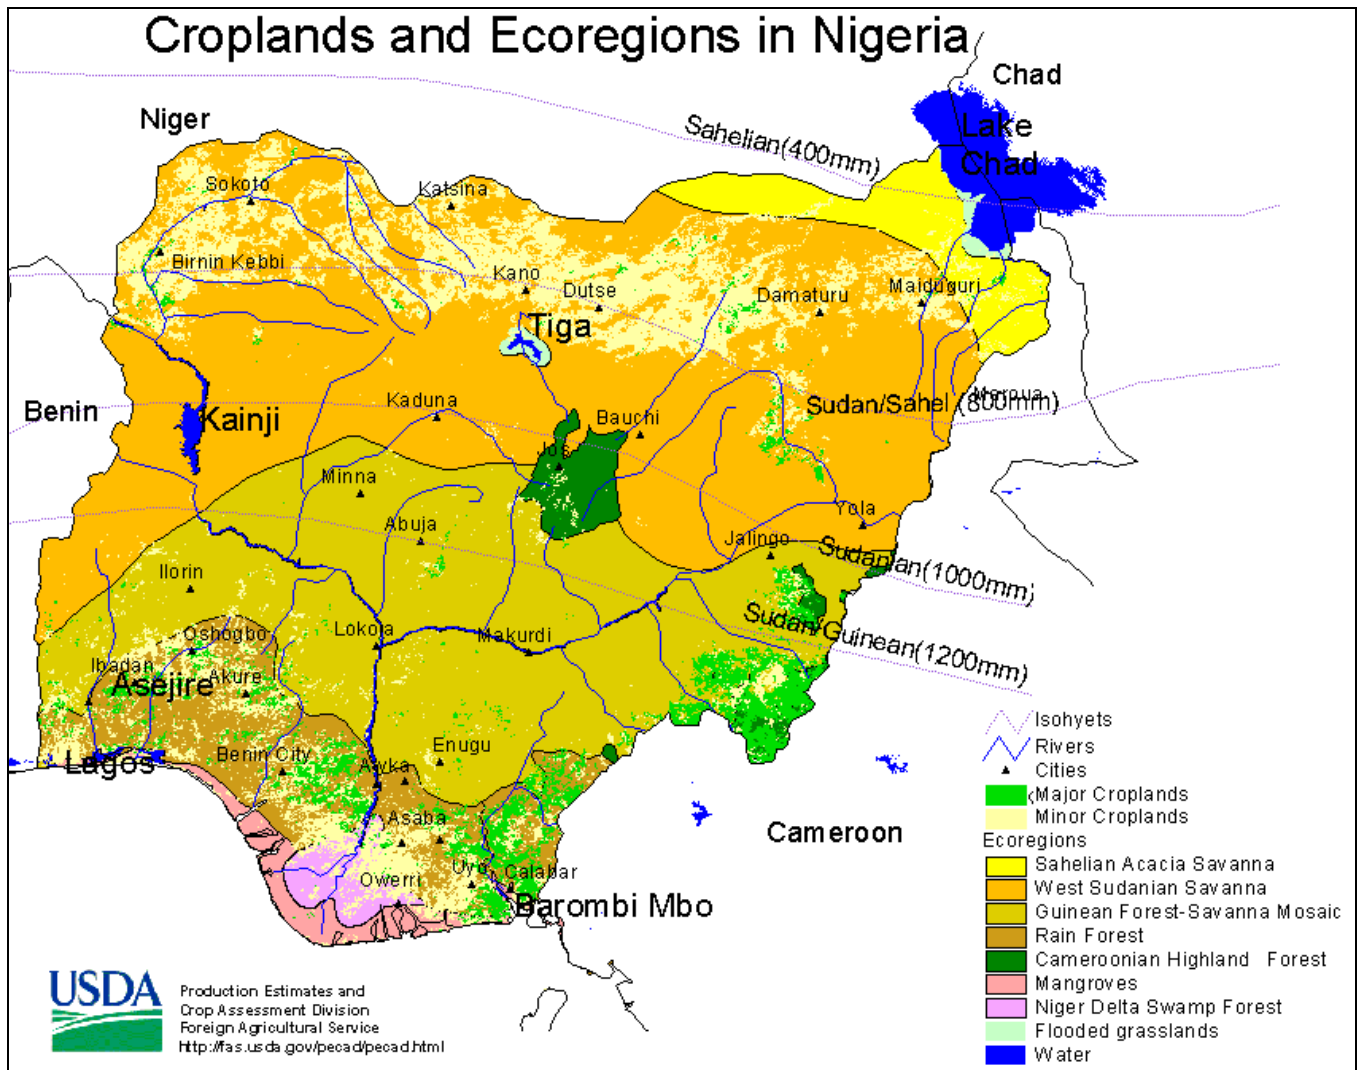 Croplands and Ecoregions in Nigeria
Chad
Niger
Sahelian(400mm)
Lake
Chad
Sokoto
Katsina
Birnin Kebbi
Kano
Dutse
Damaturu
Maiduguri
Tiga
Benin
Kainji
Kaduna
Bauchi
Sudan/Sahel (800mm)
Maroua
Jos
Minna
Abuja
Yola
Jalingo
Sudanian(1000mm)
Ilorin
Sudan/Guinean(1200mm)
Oshogbo
Lokoja
Makurdi
Ibadan
Asejire
Akure
Lagos
Benin City
Awka
Enugu
Asaba
Owerri
Uyo
Calabar
Barombi Mbo
Cameroon
Isohyets
Rivers
Cities
Major Croplands
Minor Croplands
Ecoregions
Sahelian Acacia Savanna
West Sudanian Savanna
Guinean Forest-Savanna Mosaic
Rain Forest
Cameroonian Highland Forest
Mangroves
Niger Delta Swamp Forest
Flooded grasslands
Water
USDA
Production Estimates and
Crop Assessment Division
Foreign Agricultural Service
http://fas.usda.gov/pecad/pecad.html